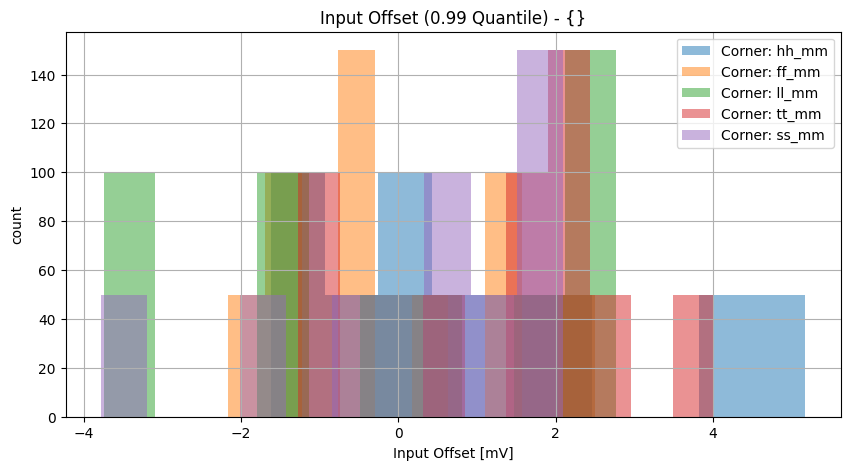 Input Offset (0.99 Quantile) - {}
Corner: hh_mm
Corner: ff_mm
Corner: ll_mm
Corner: tt_mm
Corner: ss_mm
140
120
100
80
60
40
20
0
count
−4
−2
0
2
4
Input Offset [mV]